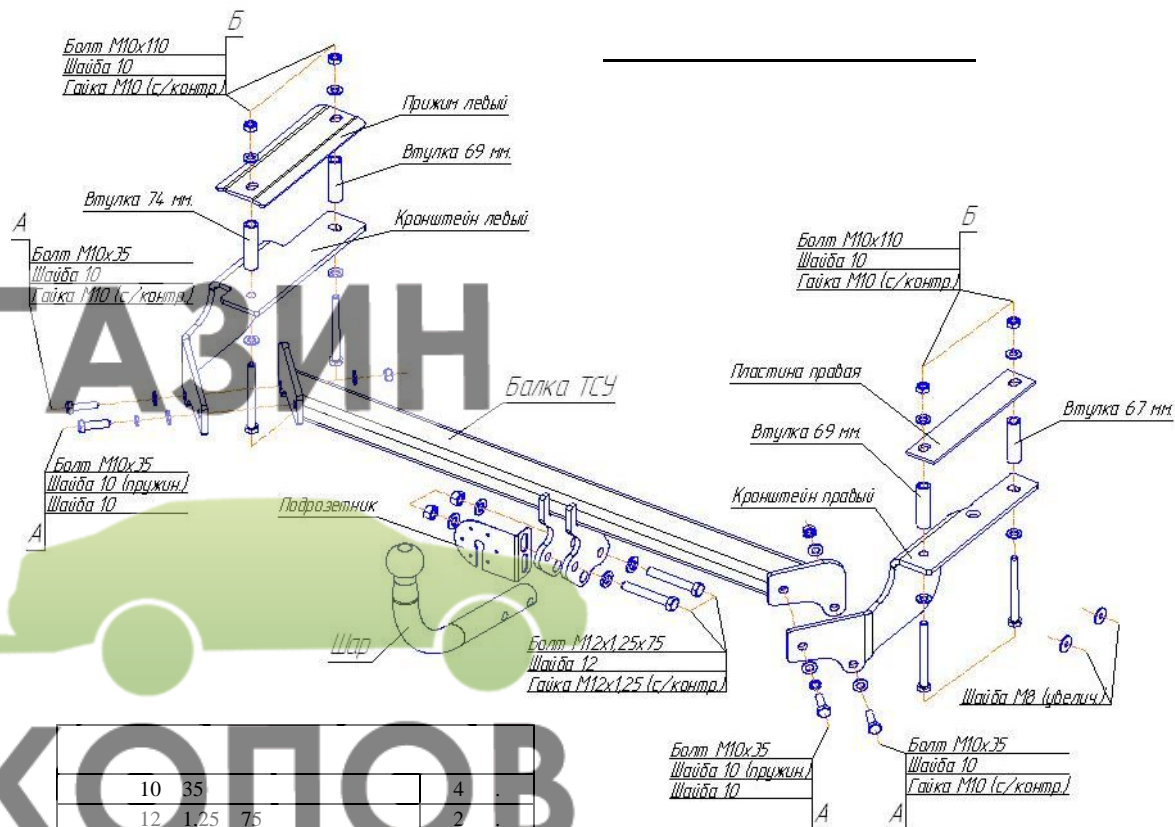 Б
Болт М10х110
Шайба 10
Гайка М10 (с/контр.)
Прижим левый
Втулка 69 мм.
Втулка 74 мм.
Кронштейн левый
А
Болт М10х35
Шайба 10
Гайка М10 (с/контр.)
Б
Болт М10х110
Шайба 10
Гайка М10 (с/контр.)
АЗИН
Балка ТСУ
Пластина правая
Втулка 67 мм.
Втулка 69 мм.
Болт М10х35
Шайба 10 (пружин.)
Шайба 10
А
Подрозетник
Кронштейн правый
Шар
Болт М12х1,25х75
Шайба 12
Гайка М12х1,25 (с/контр.)
Шайба М8 (увелич.)
Болт М10х35
Шайба 10 (пружин.)
Шайба 10
А
Болт М10х35
Шайба 10
Гайка М10 (с/контр.)
А
КОПОВ
10 35 4 .
12 1.25 75 2 .